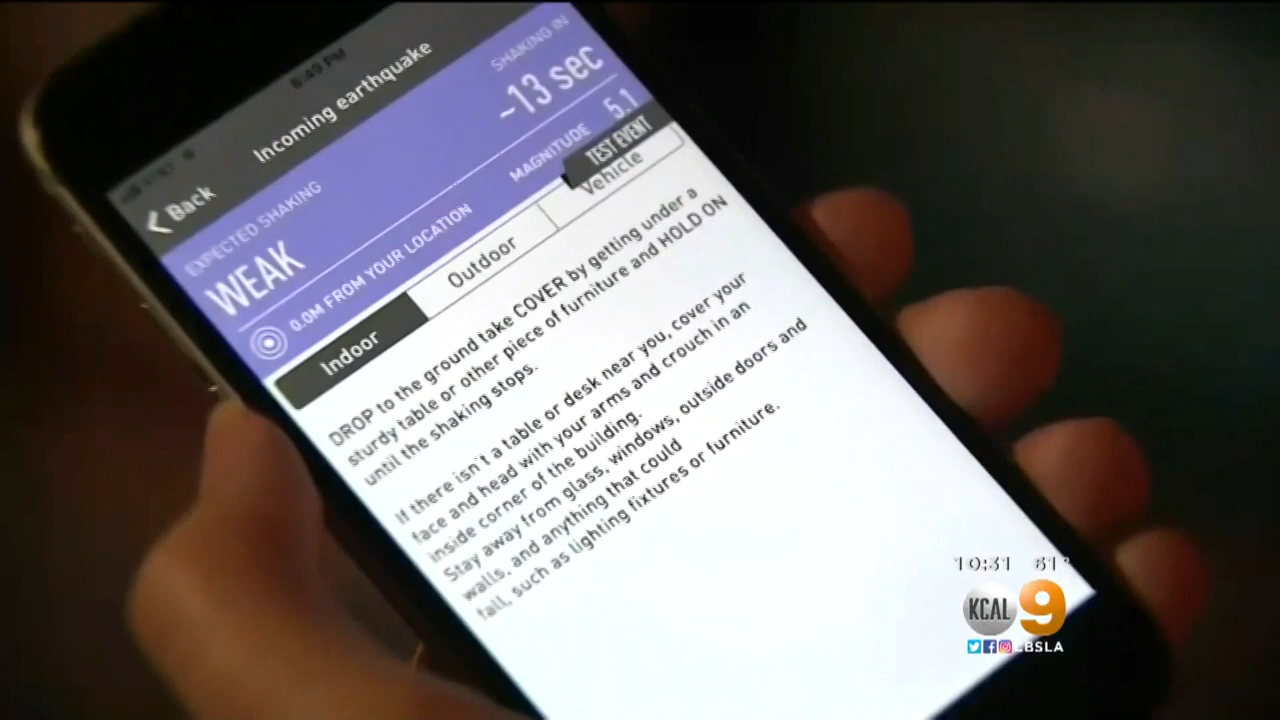 8:49 PM
Back
Incoming earthquake
EXPECTED SHAKING
SHAKING IN
WEAK
~13 sec
0.0M FROM YOUR LOCATION
MAGNITUDE 5.1
TEST EVENT
Indoor
Outdoor
Vehicle
DROP to the ground take COVER by getting under a
sturdy table or other piece of furniture and HOLD ON
until the shaking stops.
If there isn't a table or desk near you, cover your
face and head with your arms and crouch in an
inside corner of the building.
Stay away from glass, windows, outside doors and
walls, and anything that could
fall, such as lighting fixtures or furniture.
10:31 61°
KCAL 9
CBSLA